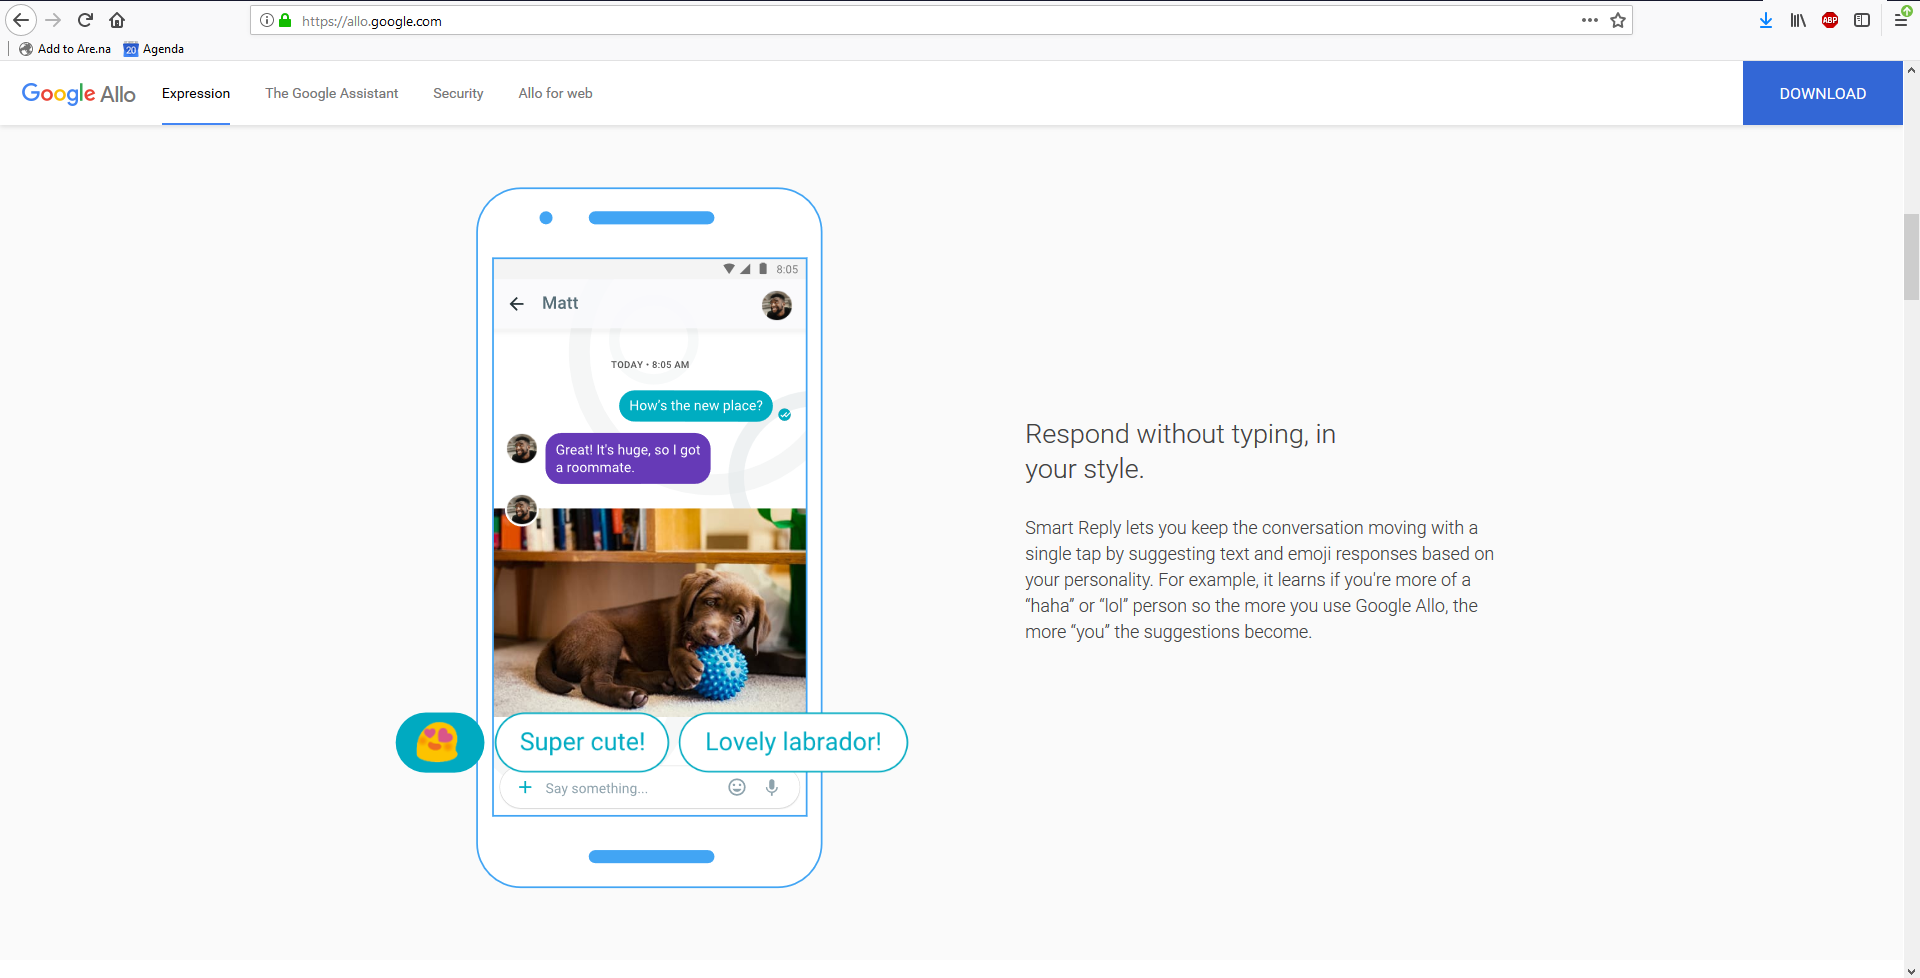 https://allo.google.com
ABP
Add to Are.na
20
Agenda
Google Allo
Expression
The Google Assistant
Security
Allo for web
DOWNLOAD
8:05
Matt
TODAY • 8:05 AM
How's the new place?
Great! It's huge, so I got
a roommate.
Super cute!
Lovely labrador!
Say something...
Respond without typing, in
your style.
Smart Reply lets you keep the conversation moving with a
single tap by suggesting text and emoji responses based on
your personality. For example, it learns if you're more of a
“haha” or “lol” person so the more you use Google Allo, the
more “you” the suggestions become.